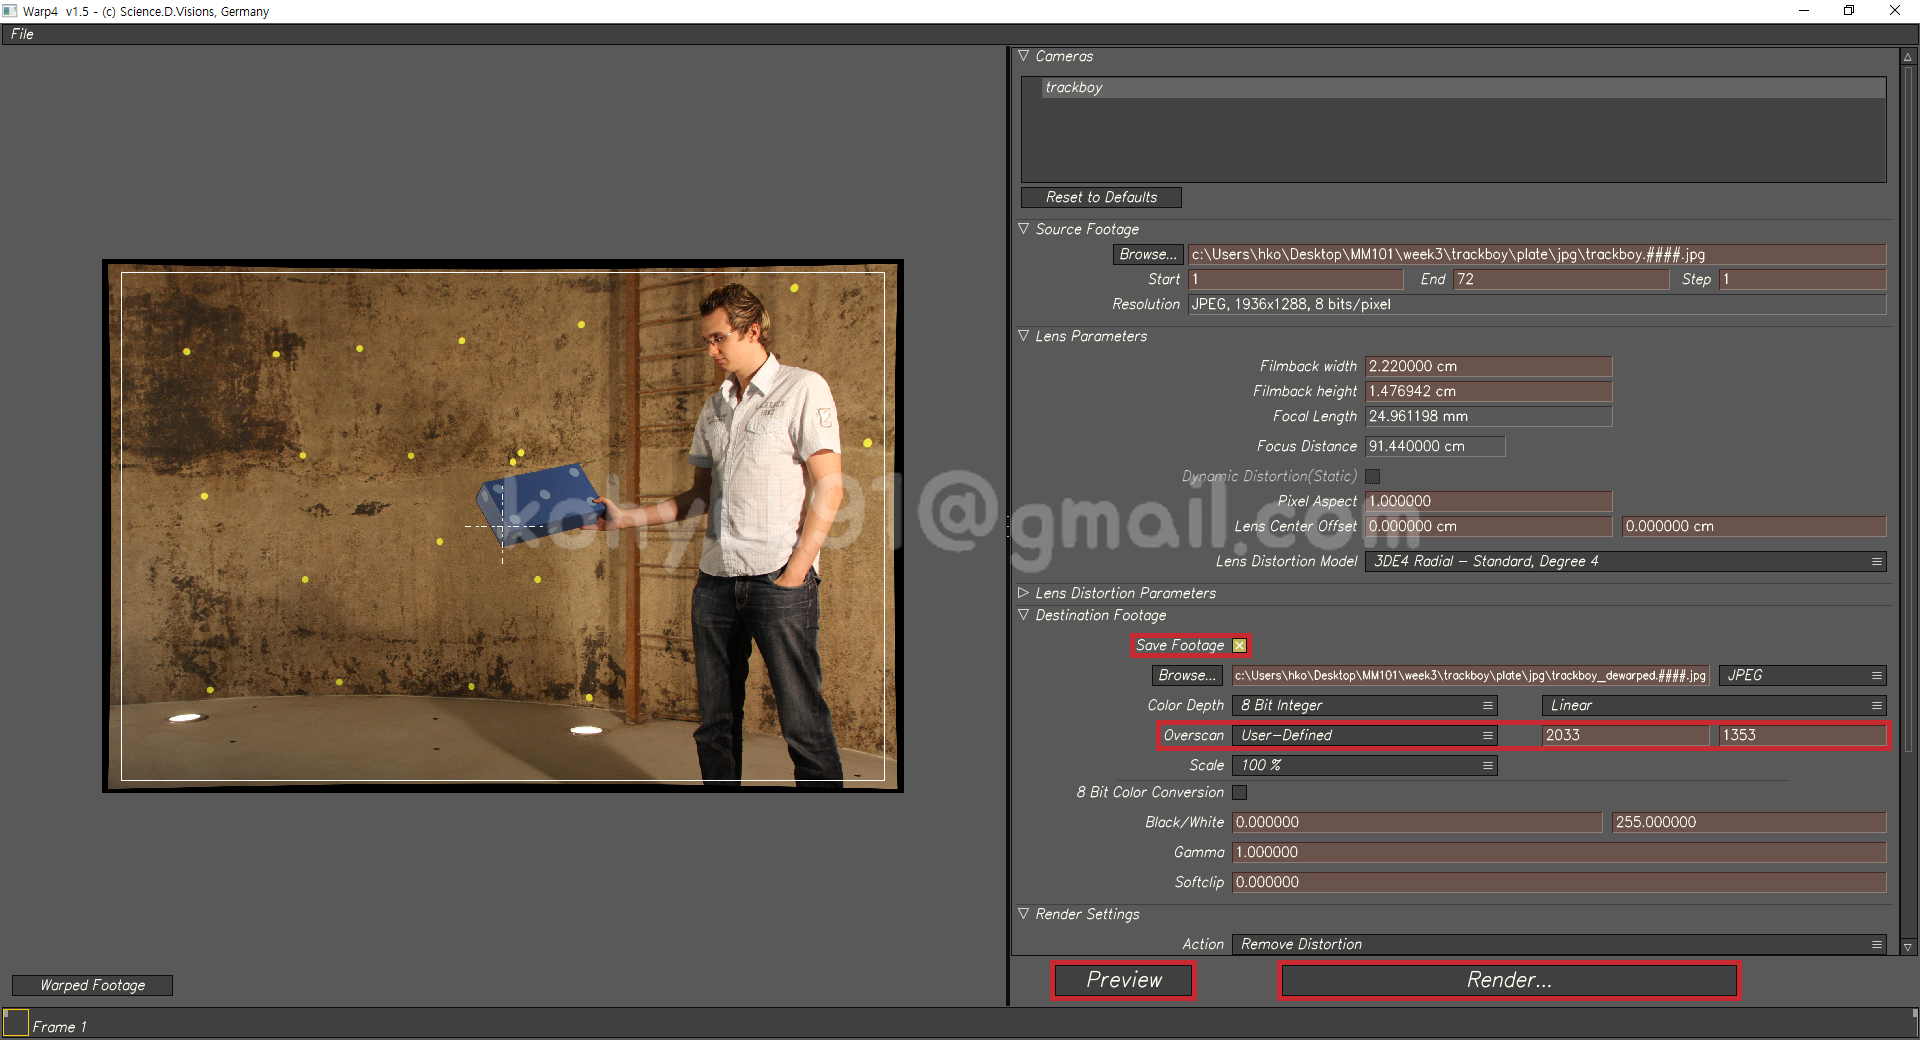 Warp4 v1.5 - (c) Science.D.Visions, Germany
File
Cameras
trackboy
Reset to Defaults
Source Footage
Browse... c:\Users\hko\Desktop\MM101\week3\trackboy\plate\jpg\trackboy.####.jpg
Start 1 End 72 Step 1
Resolution JPEG, 1936x1288, 8 bits/pixel
Lens Parameters
Filmback width 2.220000 cm
Filmback height 1.476942 cm
Focal Length 24.961198 mm
Focus Distance 91.440000 cm
Dynamic Distortion(Static)
Pixel Aspect 1.000000
Lens Center Offset 0.000000 cm 0.000000 cm
Lens Distortion Model 3DE4 Radial - Standard, Degree 4
Lens Distortion Parameters
Destination Footage
Save Footage
Browse... c:\Users\hko\Desktop\MM101\week3\trackboy\plate\jpg\trackboy_dewarped.####.jpg JPEG
Color Depth 8 Bit Integer Linear
Overscan User-Defined 2033 1353
Scale 100 %
8 Bit Color Conversion
Black/White 0.000000 255.000000
Gamma 1.000000
Softclip 0.000000
Render Settings
Action Remove Distortion
Preview Render...
Warped Footage
Frame 1
@gmail.com